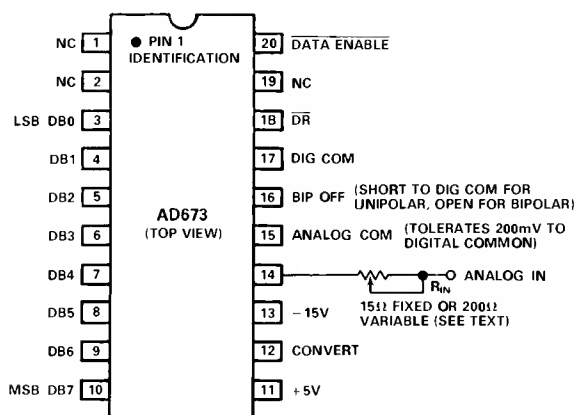 NC 1 ● PIN 1 IDENTIFICATION 20 DATA ENABLE
NC 2 19 NC
LSB DB0 3 18 DR
DB1 4 17 DIG COM
DB2 5 16 BIP OFF (SHORT TO DIG COM FOR UNIPOLAR, OPEN FOR BIPOLAR)
AD673
(TOP VIEW)
DB3 6 15 ANALOG COM (TOLERATES 200mV TO DIGITAL COMMON)
DB4 7 14 RIN ANALOG IN
15Ω FIXED OR 200Ω
VARIABLE (SEE TEXT)
DB5 8 13 -15V
DB6 9 12 CONVERT
MSB DB7 10 11 +5V